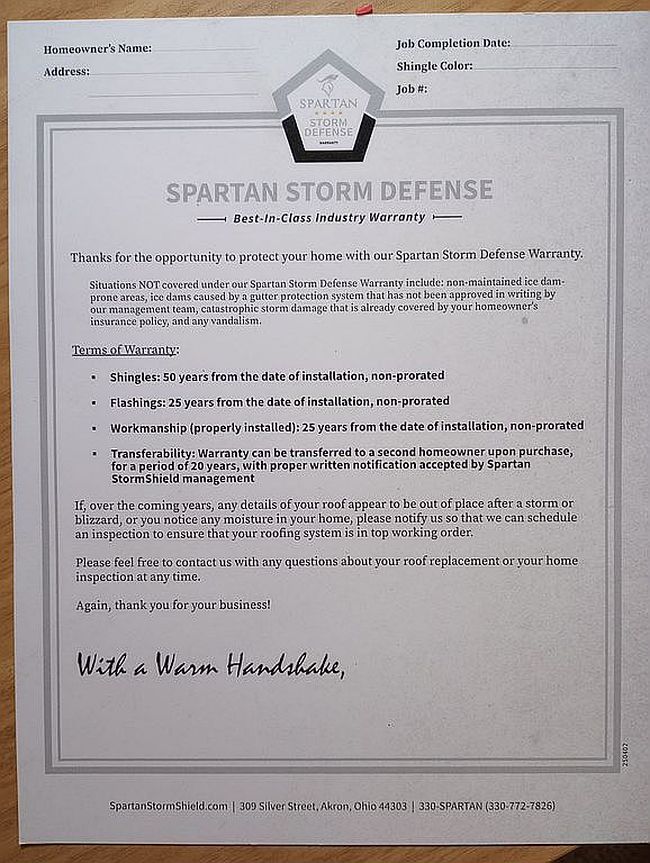 Homeowner's Name:
Address:
Job Completion Date:
Shingle Color:
Job #:
SPARTAN
STORM
DEFENSE
WARRANTY
SPARTAN STORM DEFENSE
Best-In-Class Industry Warranty
Thanks for the opportunity to protect your home with our Spartan Storm Defense Warranty.
Situations NOT covered under our Spartan Storm Defense Warranty include: non-maintained ice dam-
prone areas, ice dams caused by a gutter protection system that has not been approved in writing by
our management team, catastrophic storm damage that is already covered by your homeowner's
insurance policy, and any vandalism.
Terms of Warranty:
▪ Shingles: 50 years from the date of installation, non-prorated
▪ Flashings: 25 years from the date of installation, non-prorated
▪ Workmanship (properly installed): 25 years from the date of installation, non-prorated
▪ Transferability: Warranty can be transferred to a second homeowner upon purchase,
for a period of 20 years, with proper written notification accepted by Spartan
StormShield management
If, over the coming years, any details of your roof appear to be out of place after a storm or
blizzard, or you notice any moisture in your home, please notify us so that we can schedule
an inspection to ensure that your roofing system is in top working order.
Please feel free to contact us with any questions about your roof replacement or your home
inspection at any time.
Again, thank you for your business!
With a Warm Handshake,
250407
SpartanStormShield.com | 309 Silver Street, Akron, Ohio 44303 | 330-SPARTAN (330-772-7826)